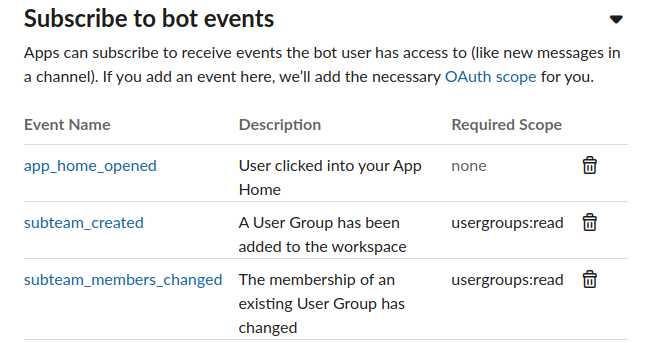 Subscribe to bot events
Apps can subscribe to receive events the bot user has access to (like new messages in
a channel). If you add an event here, we’ll add the necessary OAuth scope for you.
Event Name Description Required Scope
app_home_opened User clicked into your App none
Home
subteam_created A User Group has been usergroups:read
added to the workspace
subteam_members_changed The membership of an usergroups:read
existing User Group has
changed